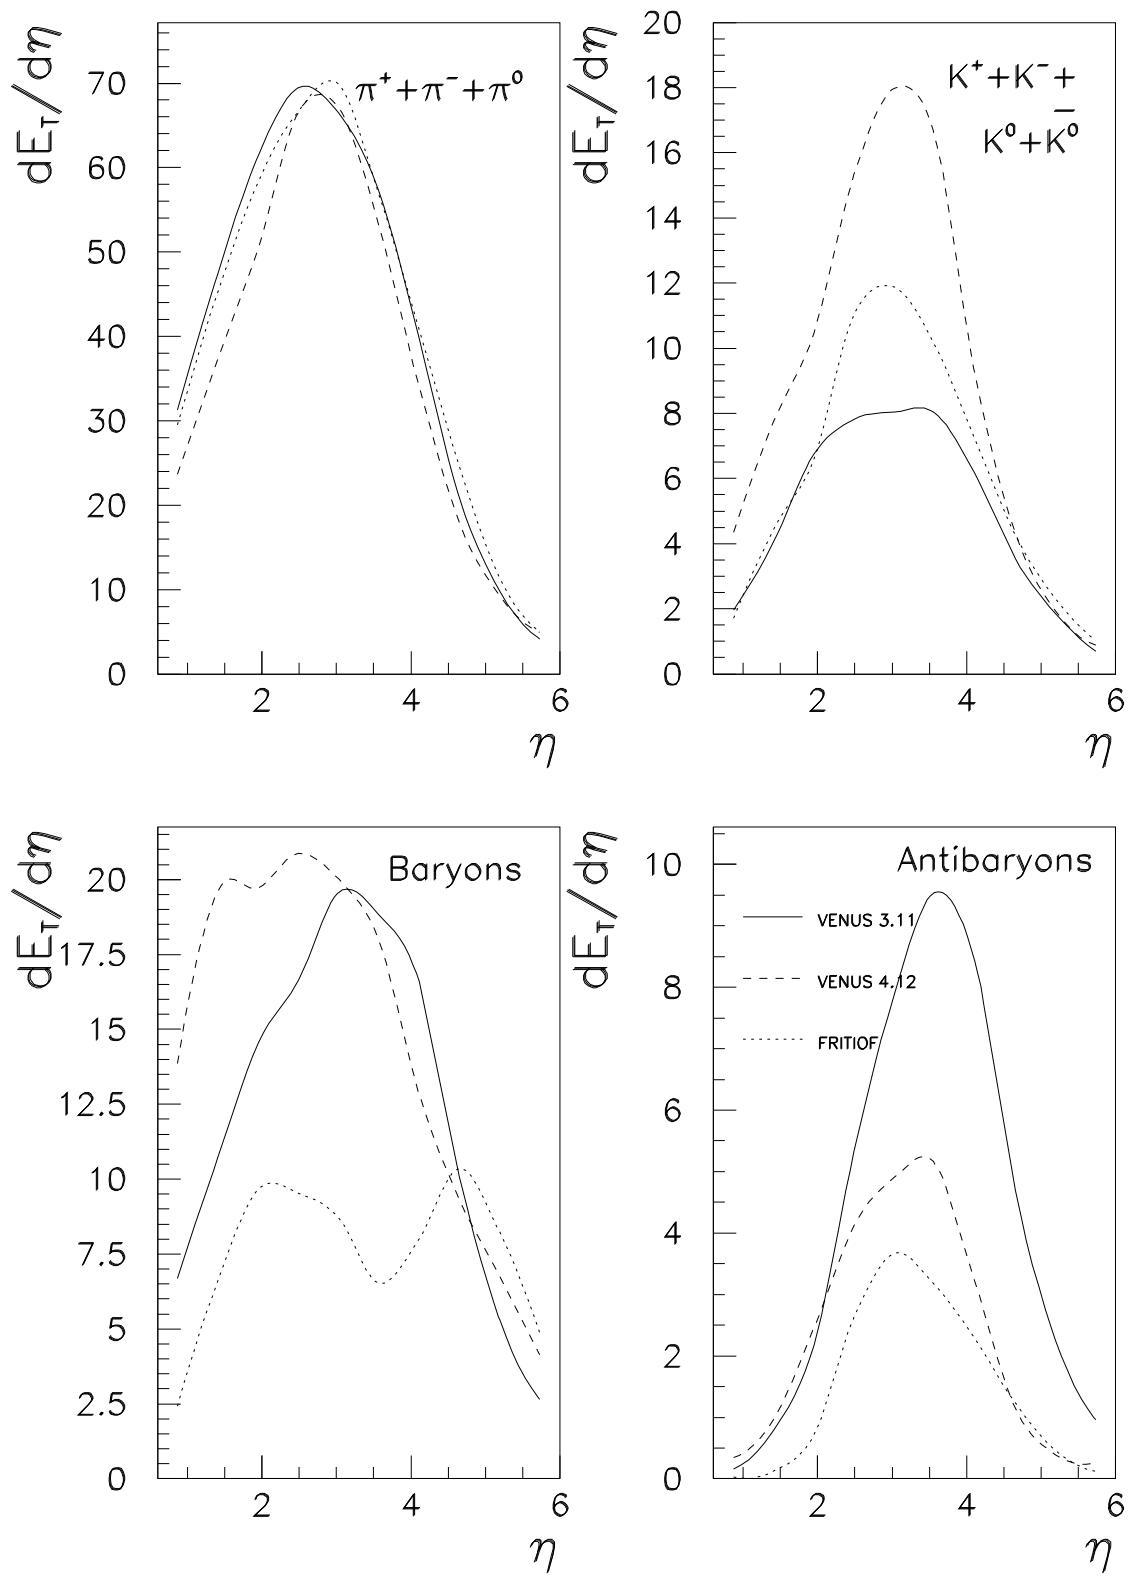 dE_T/dη
π⁺+π⁻+π⁰
70
60
50
40
30
20
10
0
2 4 6
η
dE_T/dη
K⁺+K⁻+
K⁰+K̄⁰
20
18
16
14
12
10
8
6
4
2
0
2 4 6
η
dE_T/dη
Baryons
20
17.5
15
12.5
10
7.5
5
2.5
0
2 4 6
η
dE_T/dη
Antibaryons
VENUS 3.11
VENUS 4.12
FRITIOF
10
8
6
4
2
0
2 4 6
η